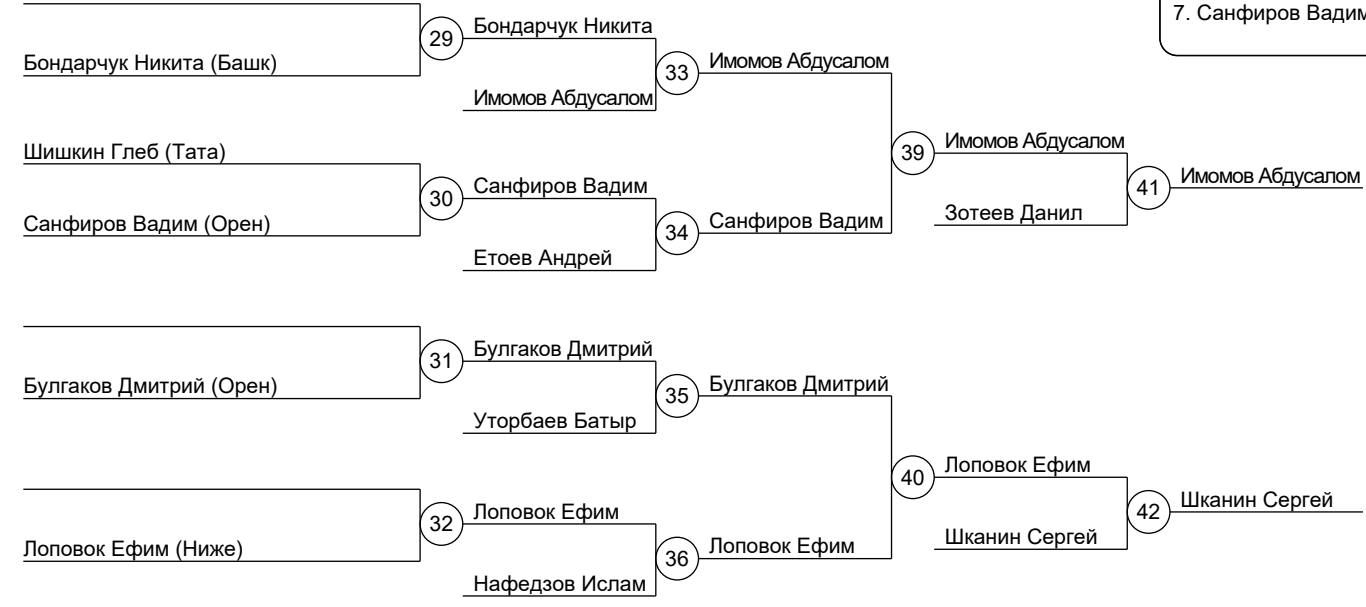 7. Санфиров Вадим
29
Бондарчук Никита
Бондарчук Никита (Башк)
33
Имомов Абдусалом
Имомов Абдусалом
Шишкин Глеб (Тата)
39
Имомов Абдусалом
30
Санфиров Вадим
41
Имомов Абдусалом
Санфиров Вадим (Орен)
34
Санфиров Вадим
Зотеев Данил
Етоев Андрей
31
Булгаков Дмитрий
Булгаков Дмитрий (Орен)
35
Булгаков Дмитрий
Уторбаев Батыр
40
Лоповок Ефим
32
Лоповок Ефим
42
Шканин Сергей
Лоповок Ефим (Ниже)
36
Лоповок Ефим
Шканин Сергей
Нафедзов Ислам